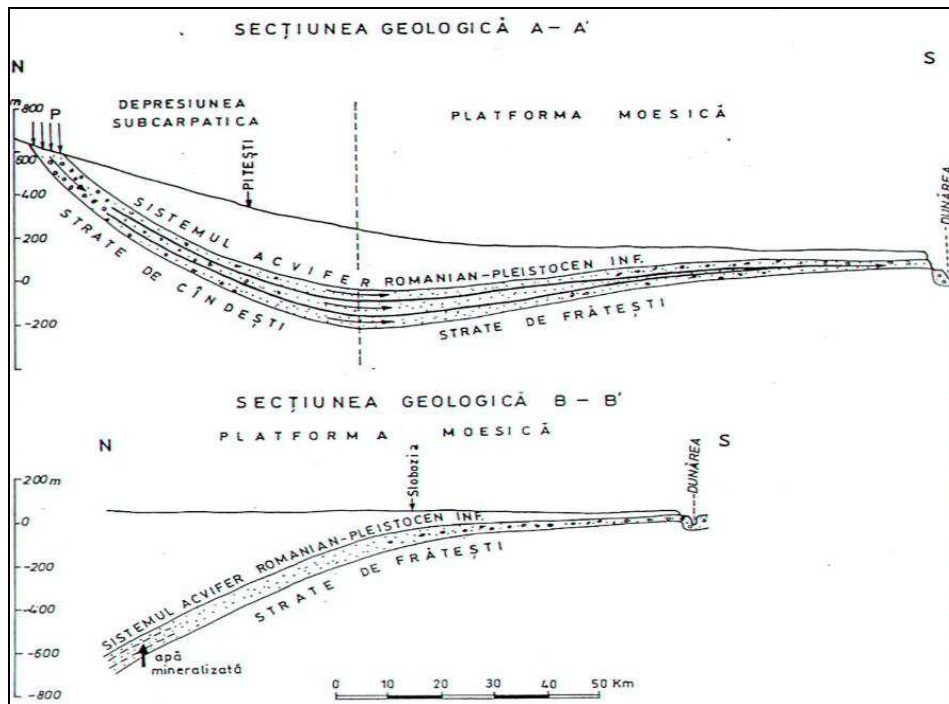 SECȚIUNEA GEOLOGICĂ A – A'
N
S
m
800
600
400
200
0
-200
P
DEPRESIUNEA
SUBCARPATICA
PLATFORMA MOESICĂ
PITEȘTI
DUNĂREA
SISTEMUL ACVIFER ROMANIAN-PLEISTOCEN INF.
STRATE DE CÎNDEȘTI
STRATE DE FRĂTEȘTI
SECȚIUNEA GEOLOGICĂ B – B'
N
PLATFORMA MOESICĂ
S
200 m
0
-200
-400
-600
-800
Slobozia
DUNĂREA
SISTEMUL ACVIFER ROMANIAN-PLEISTOCEN INF.
STRATE DE FRĂTEȘTI
apă
mineralizată
0 10 20 30 40 50 Km